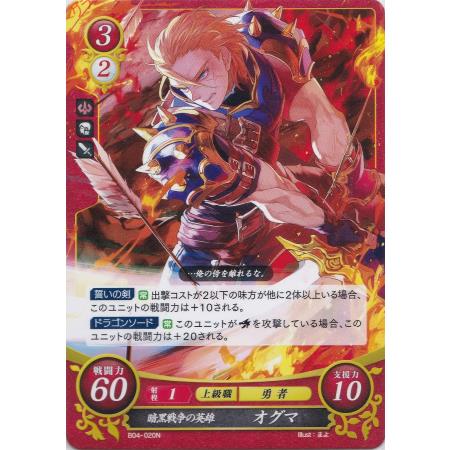 3
2
…俺の傍を離れるな。
誓いの剣 常 出撃コストが2以下の味方が他に2体以上いる場合、
このユニットの戦闘力は+10される。
ドラゴンソード 常 このユニットが を攻撃している場合、この
ユニットの戦闘力は+20される。
戦闘力
60
射程 1
上級職
勇者
支援力
10
暗黒戦争の英雄 オグマ
B04-020N
Illust：まよ